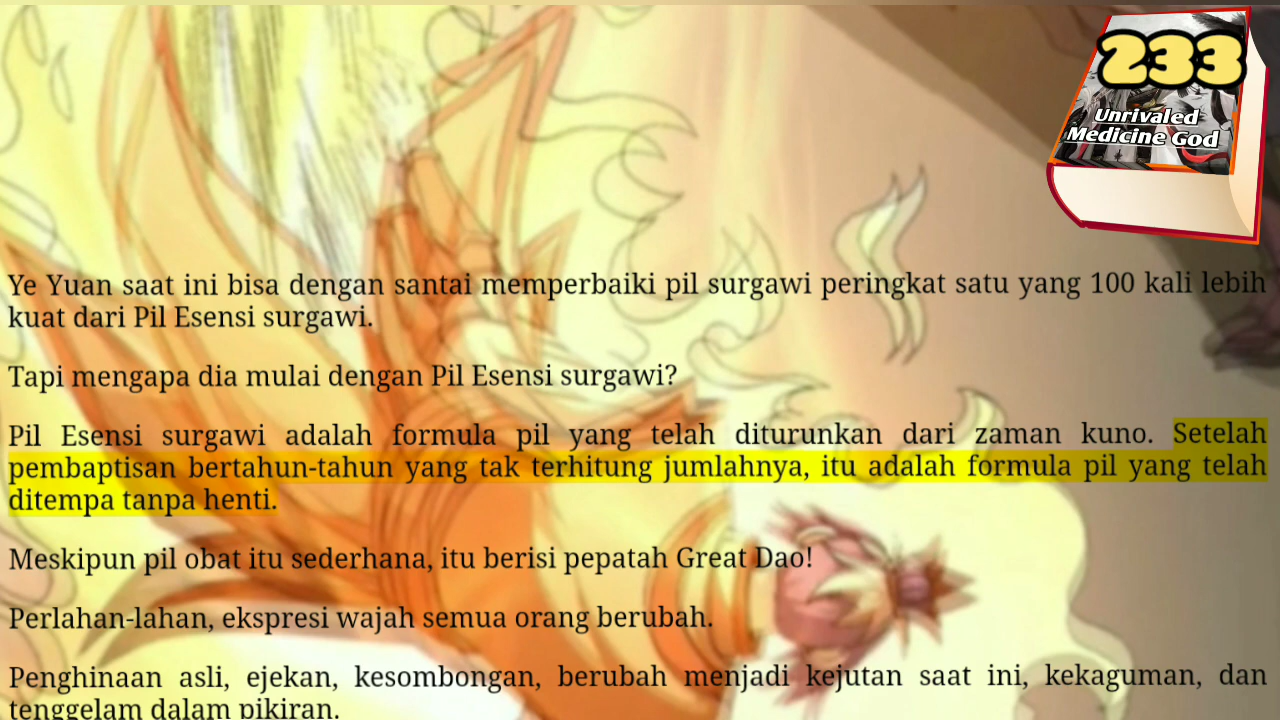 233
Unrivaled
Medicine God
Ye Yuan saat ini bisa dengan santai memperbaiki pil surgawi peringkat satu yang 100 kali lebih
kuat dari Pil Esensi surgawi.
Tapi mengapa dia mulai dengan Pil Esensi surgawi?
Pil Esensi surgawi adalah formula pil yang telah diturunkan dari zaman kuno. Setelah
pembaptisan bertahun-tahun yang tak terhitung jumlahnya, itu adalah formula pil yang telah
ditempa tanpa henti.
Meskipun pil obat itu sederhana, itu berisi pepatah Great Dao!
Perlahan-lahan, ekspresi wajah semua orang berubah.
Penghinaan asli, ejekan, kesombongan, berubah menjadi kejutan saat ini, kekaguman, dan
tenggelam dalam pikiran.